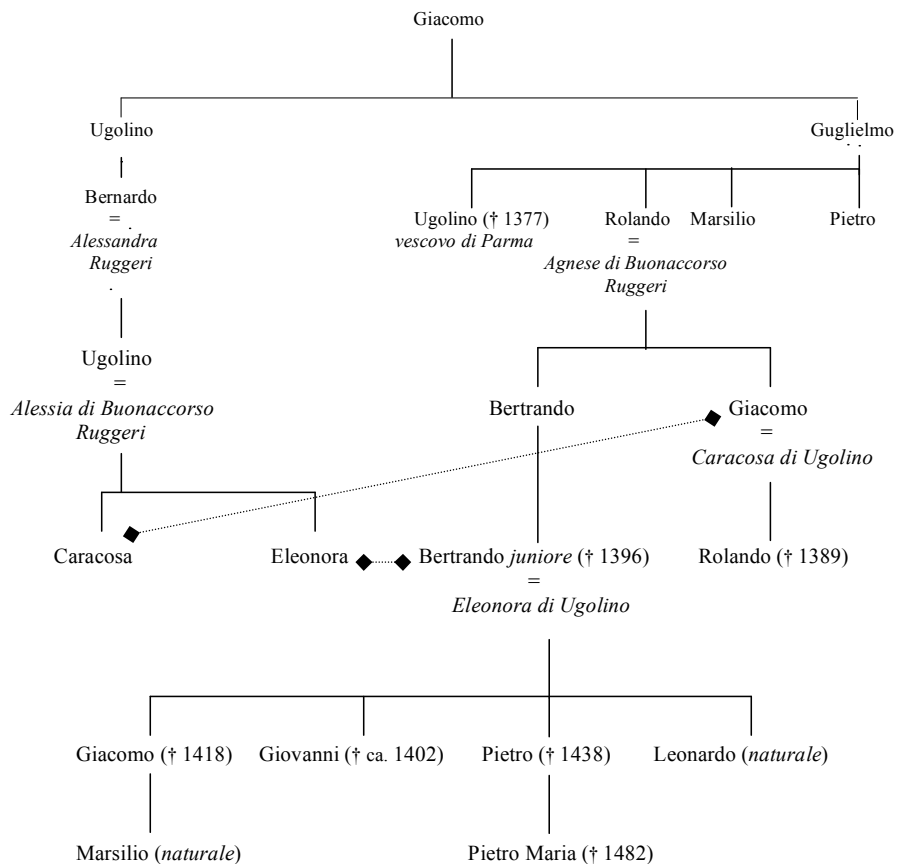 Giacomo
Ugolino
Guglielmo
Bernardo
=
Alessandra
Ruggeri
Ugolino († 1377)
vescovo di Parma
Rolando
=
Agnese di Buonaccorso
Ruggeri
Marsilio
Pietro
Ugolino
=
Alessia di Buonaccorso
Ruggeri
Bertrando
Giacomo
=
Caracosa di Ugolino
Caracosa
Eleonora
Bertrando juniore († 1396)
=
Eleonora di Ugolino
Rolando († 1389)
Giacomo († 1418)
Giovanni († ca. 1402)
Pietro († 1438)
Leonardo (naturale)
Marsilio (naturale)
Pietro Maria († 1482)